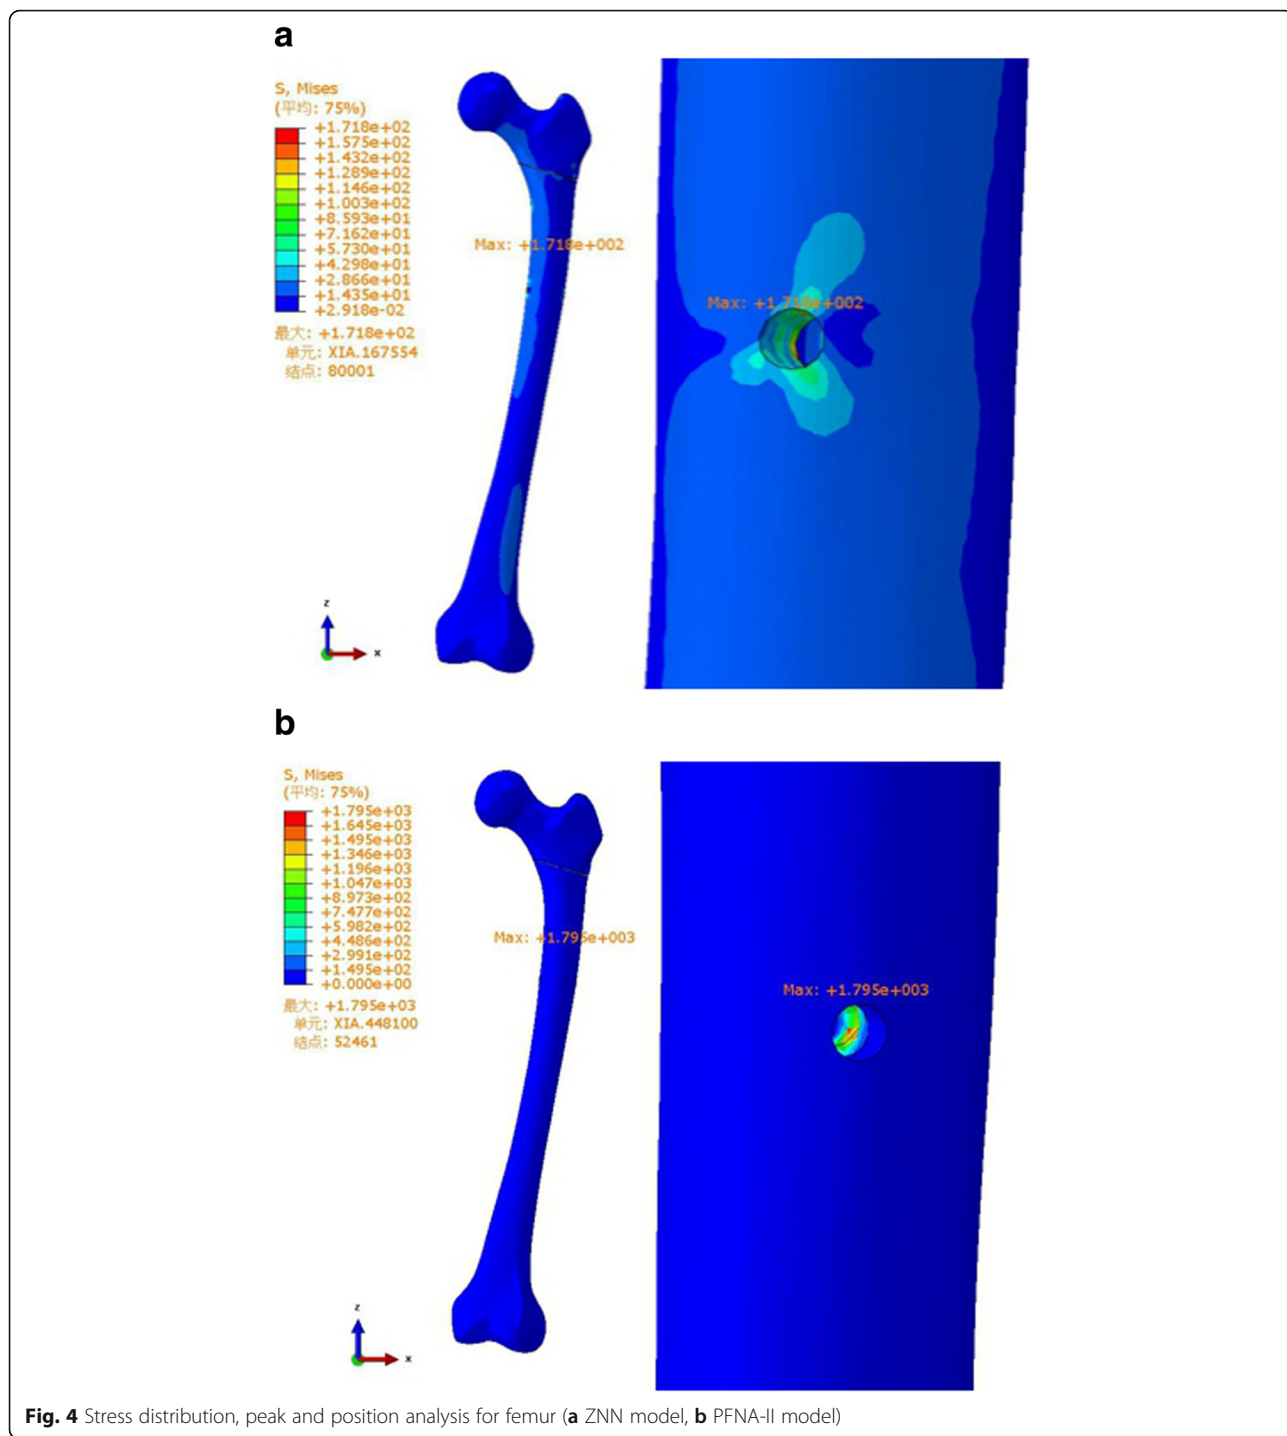 a
S, Mises
(平均: 75%)
+1.718e+02
+1.575e+02
+1.432e+02
+1.289e+02
+1.146e+02
+1.003e+02
+8.593e+01
+7.162e+01
+5.730e+01
+4.298e+01
+2.866e+01
+1.435e+01
+2.918e-02
最大: +1.718e+02
单元: XIA.167554
结点: 80001
Max: +1.718e+002
Max: +1.718e+002
z
x
b
S, Mises
(平均: 75%)
+1.795e+03
+1.645e+03
+1.495e+03
+1.346e+03
+1.196e+03
+1.047e+03
+8.973e+02
+7.477e+02
+5.982e+02
+4.486e+02
+2.991e+02
+1.495e+02
+0.000e+00
最大: +1.795e+03
单元: XIA.448100
结点: 52461
Max: +1.795e+003
Max: +1.795e+003
z
x
Fig. 4 Stress distribution, peak and position analysis for femur (a ZNN model, b PFNA-II model)